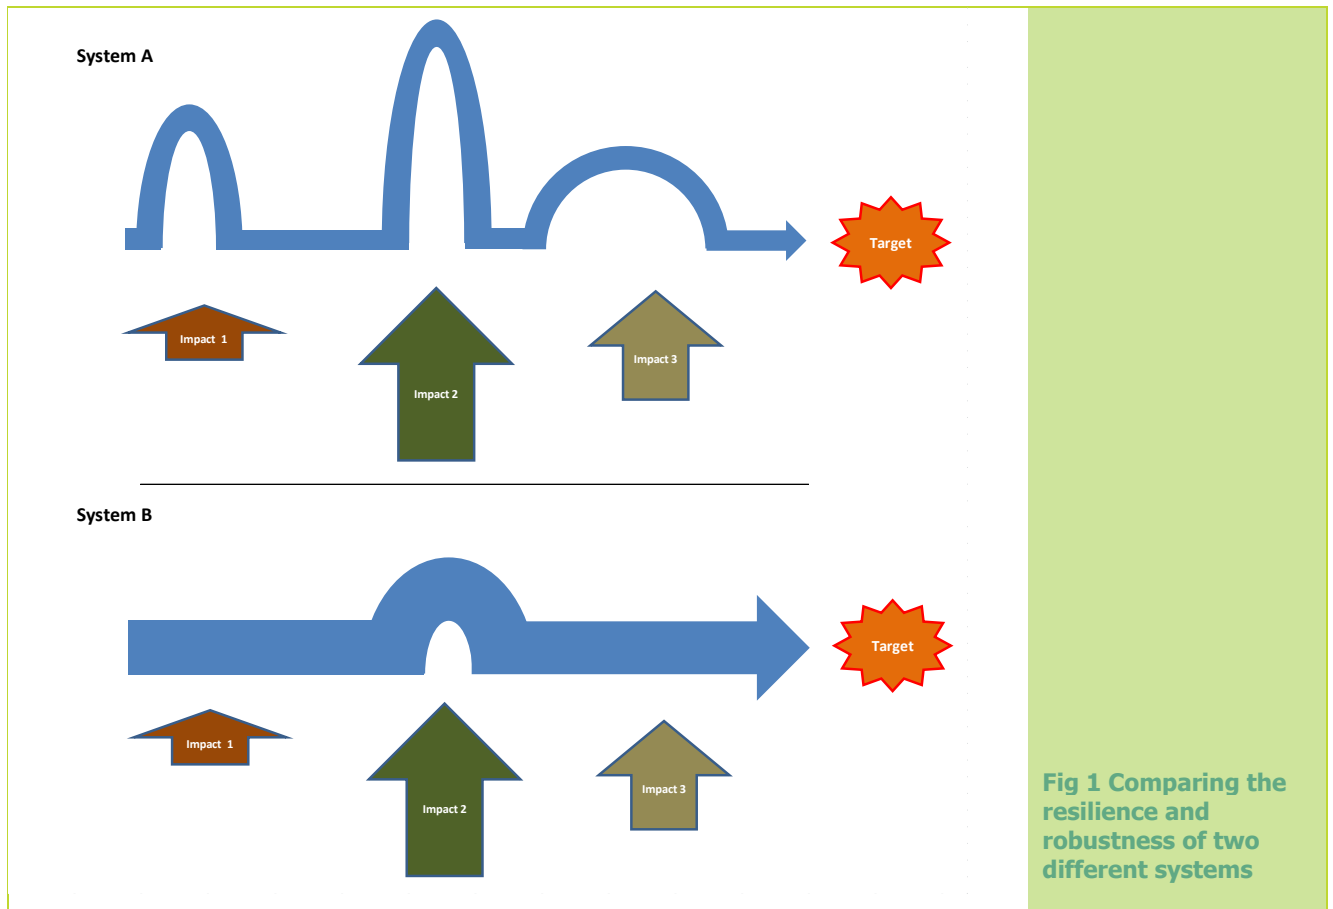 System A
Target
Impact  1
Impact 2
Impact 3
System B
Target
Impact  1
Impact 2
Impact 3
Fig 1 Comparing the
resilience and
robustness of two
different systems